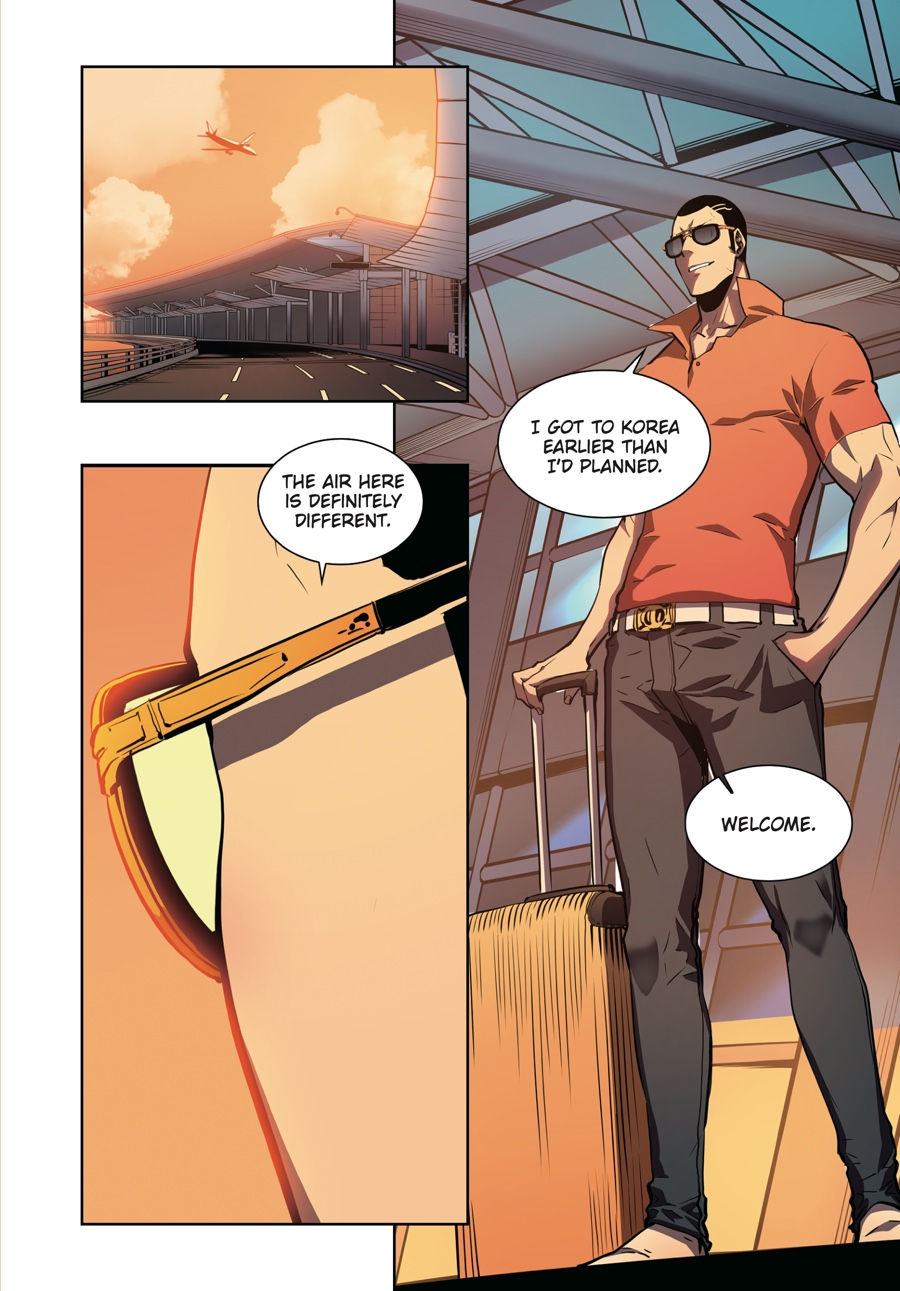 THE AIR HERE
IS DEFINITELY
DIFFERENT.
I GOT TO KOREA
EARLIER THAN
I'D PLANNED.
WELCOME.